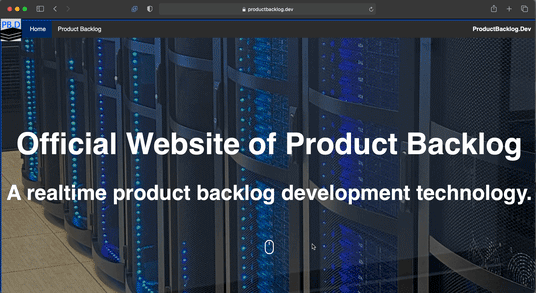 productbacklog.dev
PB.D
Home
Product Backlog
ProductBacklog.Dev
Official Website of Product Backlog
A realtime product backlog development technology.